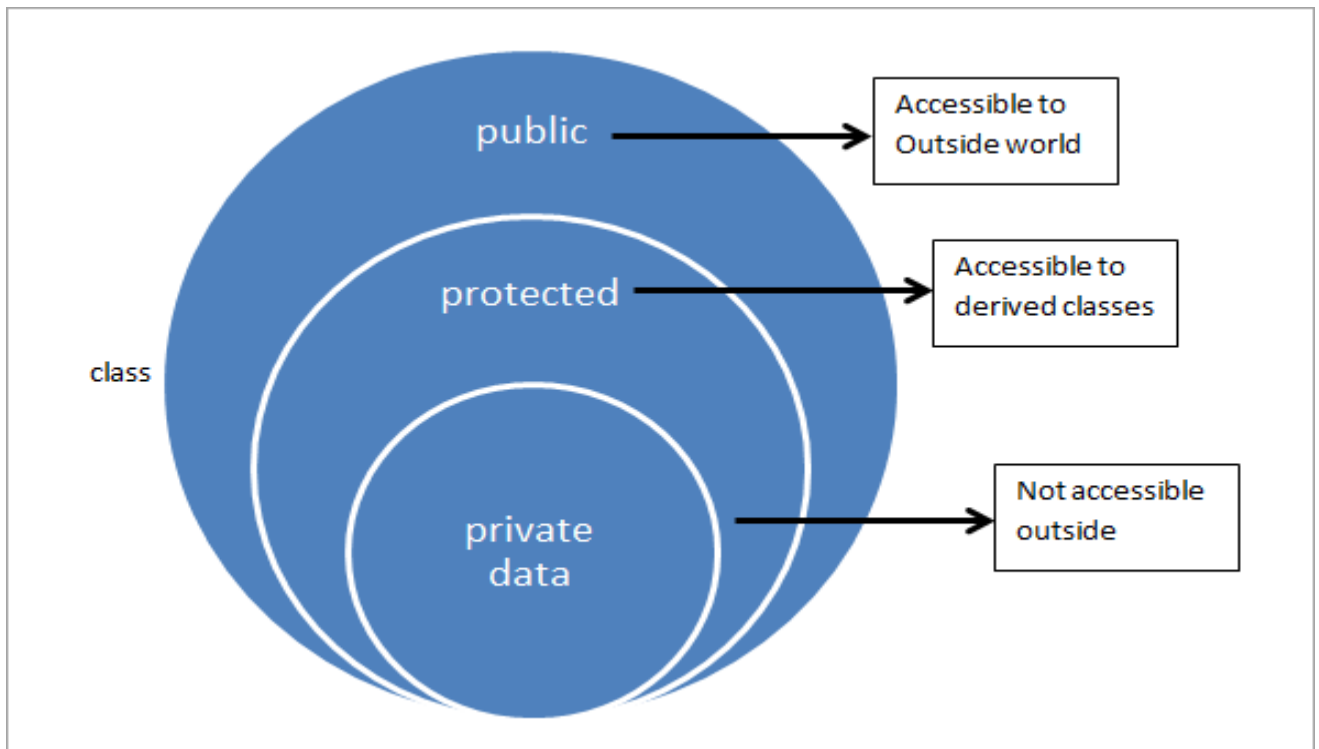 public
Accessible to
Outside world
protected
Accessible to
derived classes
class
private
data
Not accessible
outside